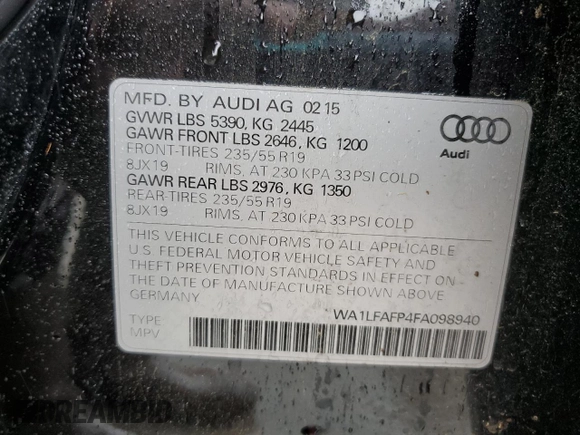 MFD. BY AUDI AG 02 15
GVWR LBS 5390, KG 2445
GAWR FRONT LBS 2646, KG 1200
FRONT-TIRES 235/55 R19
8JX19 RIMS, AT 230 KPA 33 PSI COLD
GAWR REAR LBS 2976, KG 1350
REAR-TIRES 235/55 R19
8JX19 RIMS, AT 230 KPA 33 PSI COLD
Audi
THIS VEHICLE CONFORMS TO ALL APPLICABLE
U.S. FEDERAL MOTOR VEHICLE SAFETY AND
THEFT PREVENTION STANDARDS IN EFFECT ON
THE DATE OF MANUFACTURE SHOWN ABOVE
GERMANY
WA1LFAFP4FA098940
TYPE
MPV
DREAMBID